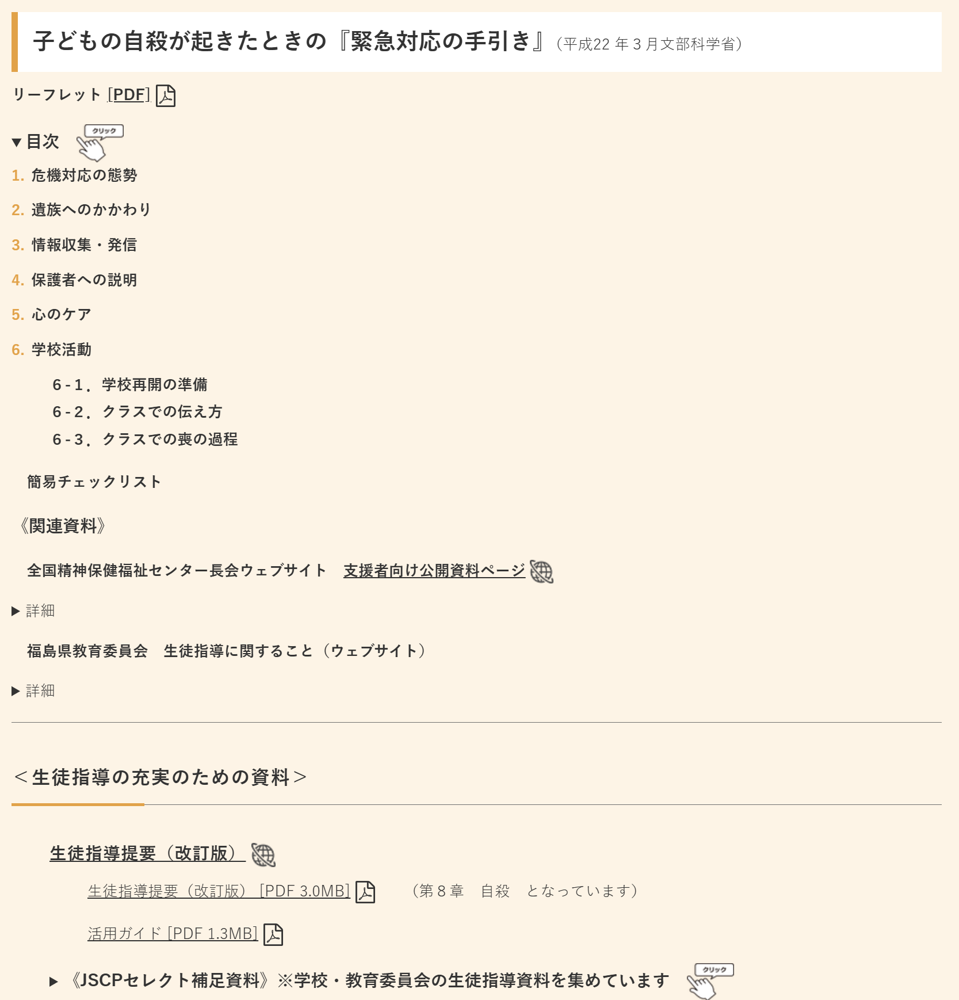 子どもの自殺が起きたときの『緊急対応の手引き』（平成22 年３月文部科学省）
リーフレット [PDF]
▼目次 クリック
1. 危機対応の態勢
2. 遺族へのかかわり
3. 情報収集・発信
4. 保護者への説明
5. 心のケア
6. 学校活動
６-１．学校再開の準備
６-２．クラスでの伝え方
６-３．クラスでの喪の過程
簡易チェックリスト
《関連資料》
全国精神保健福祉センター長会ウェブサイト　支援者向け公開資料ページ
▶ 詳細
福島県教育委員会　生徒指導に関すること（ウェブサイト）
▶ 詳細
＜生徒指導の充実のための資料＞
生徒指導提要（改訂版）
生徒指導提要（改訂版） [PDF 3.0MB] （第８章　自殺　となっています）
活用ガイド [PDF 1.3MB]
▶ 《JSCPセレクト補足資料》※学校・教育委員会の生徒指導資料を集めています クリック